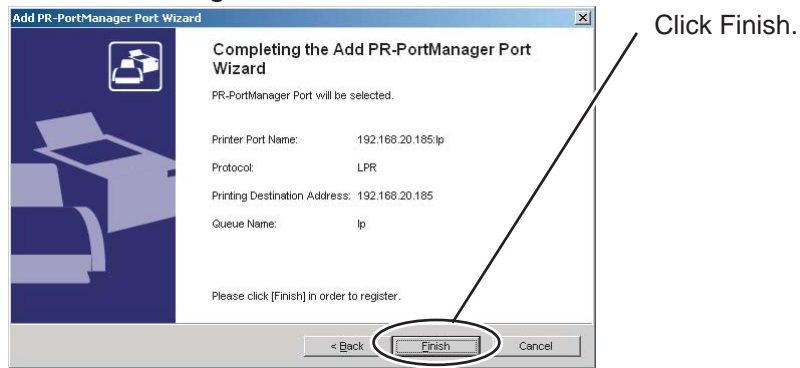 Add PR-PortManager Port Wizard
Click Finish.
Completing the Add PR-PortManager Port
Wizard
PR-PortManager Port will be selected.
Printer Port Name: 192.168.20.185:lp
Protocol: LPR
Printing Destination Address: 192.168.20.185
Queue Name: lp
Please click [Finish] in order to register.
< Back Finish Cancel